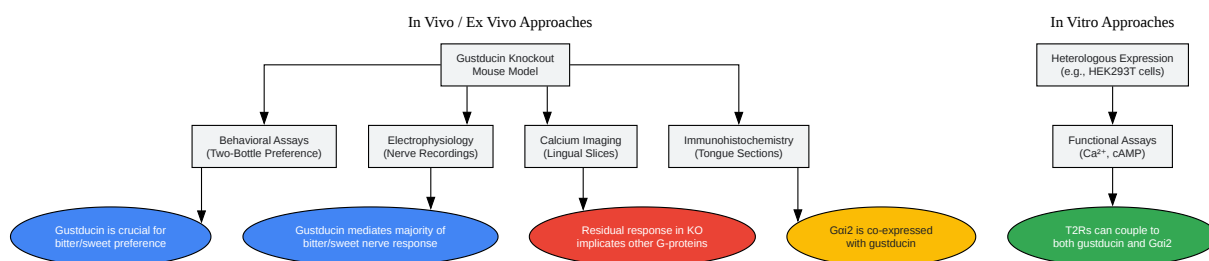 In Vivo / Ex Vivo Approaches
In Vitro Approaches
Gustducin Knockout
Mouse Model
Heterologous Expression
(e.g., HEK293T cells)
Behavioral Assays
(Two-Bottle Preference)
Electrophysiology
(Nerve Recordings)
Calcium Imaging
(Lingual Slices)
Immunohistochemistry
(Tongue Sections)
Functional Assays
(Ca²⁺, cAMP)
Gustducin is crucial for
bitter/sweet preference
Gustducin mediates majority of
bitter/sweet nerve response
Residual response in KO
implicates other G-proteins
Gαi2 is co-expressed
with gustducin
T2Rs can couple to
both gustducin and Gαi2